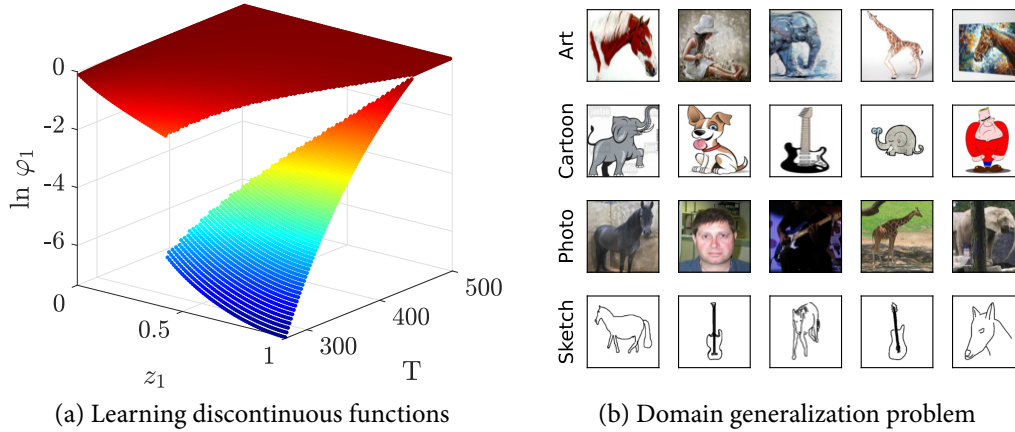 0
-2
-4
-6
ln φ₁
0
0.5
1
z₁
300
400
500
T
(a) Learning discontinuous functions
Art
Cartoon
Photo
Sketch
(b) Domain generalization problem